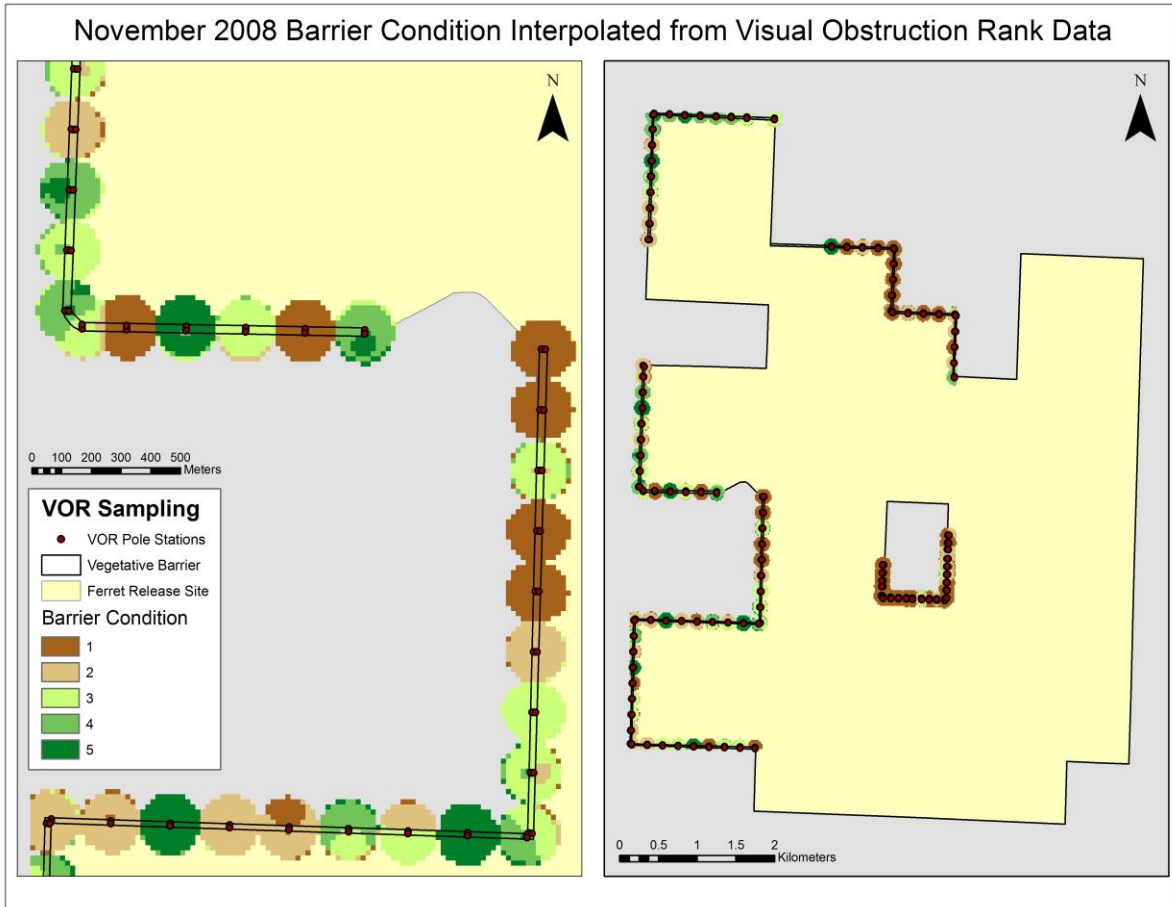 November 2008 Barrier Condition Interpolated from Visual Obstruction Rank Data
N
0 100 200 300 400 500
Meters
VOR Sampling
VOR Pole Stations
Vegetative Barrier
Ferret Release Site
Barrier Condition
1
2
3
4
5
N
0 0.5 1 1.5 2
Kilometers